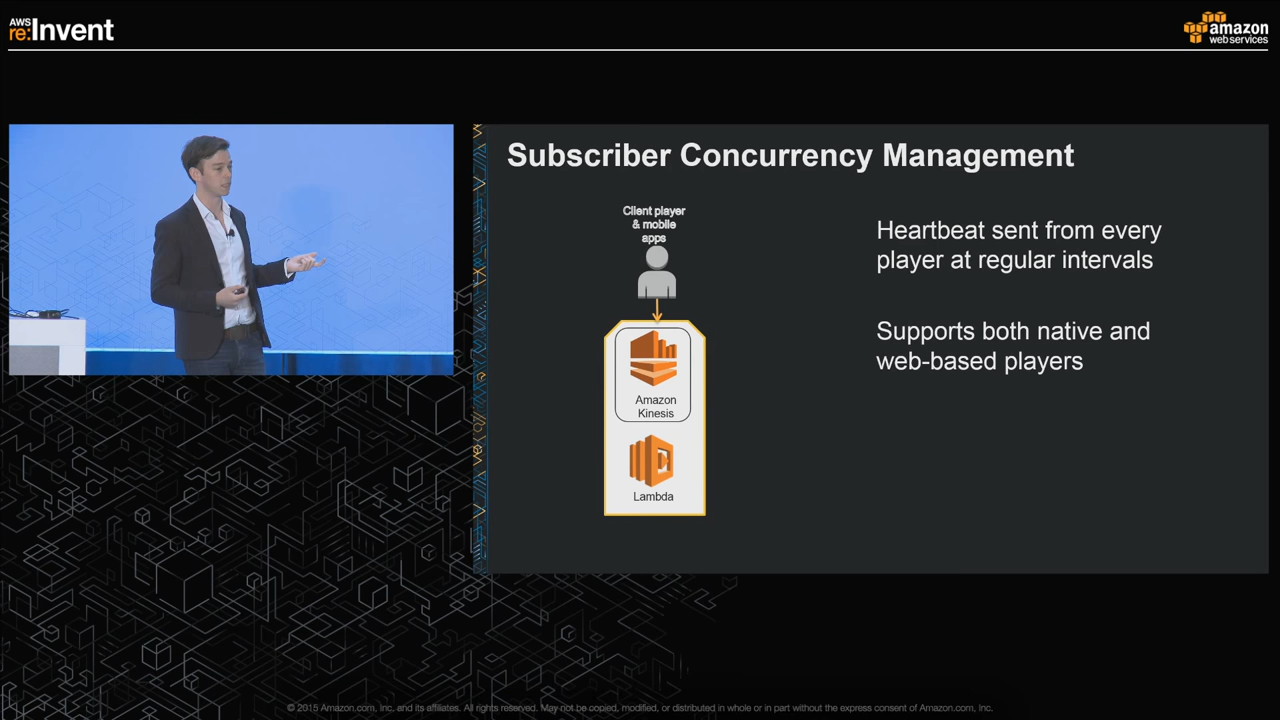 AWS
re:Invent
amazon
web services
Subscriber Concurrency Management
Client player
& mobile
apps
Amazon
Kinesis
Lambda
Heartbeat sent from every
player at regular intervals
Supports both native and
web-based players
© 2015 Amazon.com, Inc. and its affiliates. All rights reserved. May not be copied, modified, or distributed in whole or in part without the express consent of Amazon.com, Inc.